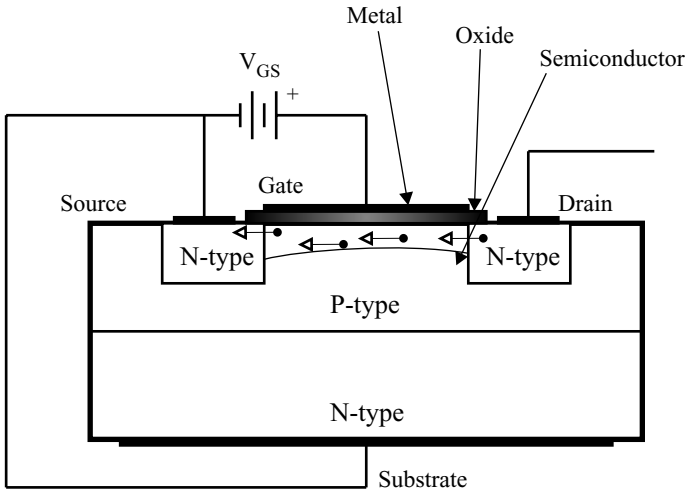 Metal
Oxide
Semiconductor
V_GS
+
Gate
Source
Drain
N-type
N-type
P-type
N-type
Substrate